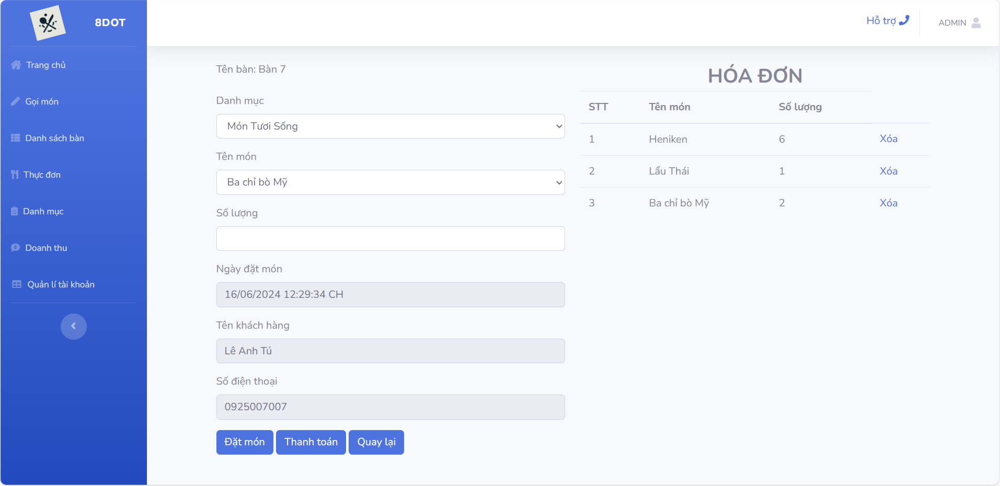 8DOT
Hỗ trợ
ADMIN
Trang chủ
Gọi món
Danh sách bàn
Thực đơn
Danh mục
Doanh thu
Quản lí tài khoản
Tên bàn: Bàn 7
Danh mục
Món Tươi Sống
Tên món
Ba chỉ bò Mỹ
Số lượng
Ngày đặt món
16/06/2024 12:29:34 CH
Tên khách hàng
Lê Anh Tú
Số điện thoại
0925007007
Đặt món Thanh toán Quay lại
HÓA ĐƠN
STT Tên món Số lượng
1 Heniken 6 Xóa
2 Lẩu Thái 1 Xóa
3 Ba chỉ bò Mỹ 2 Xóa